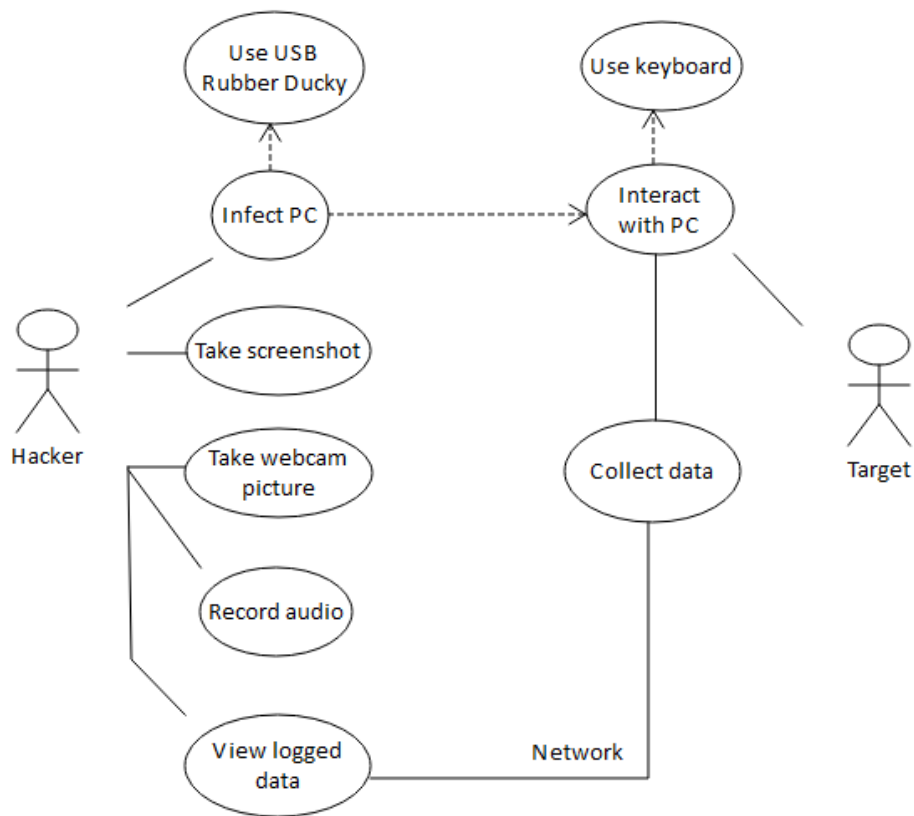 Use USB
Rubber Ducky
Use keyboard
Infect PC
Interact
with PC
Take screenshot
Hacker
Take webcam
picture
Collect data
Target
Record audio
View logged
data
Network